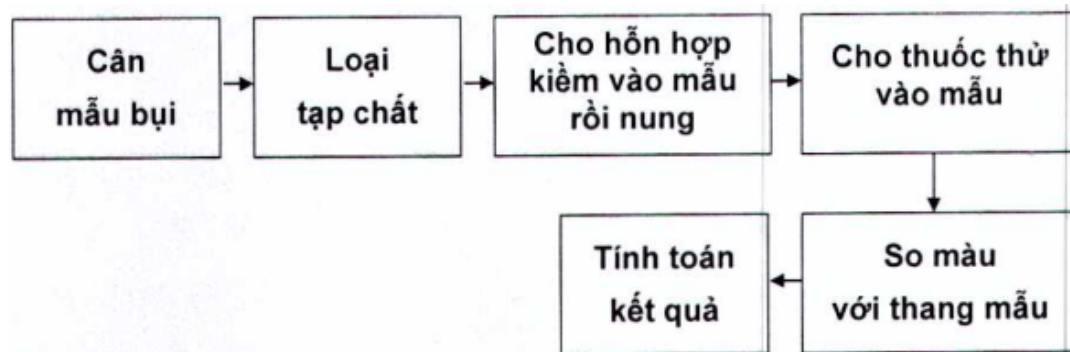 Cân
mẫu bụi
Loại
tạp chất
Cho hỗn hợp
kiềm vào mẫu
rồi nung
Cho thuốc thử
vào mẫu
So màu
với thang mẫu
Tính toán
kết quả